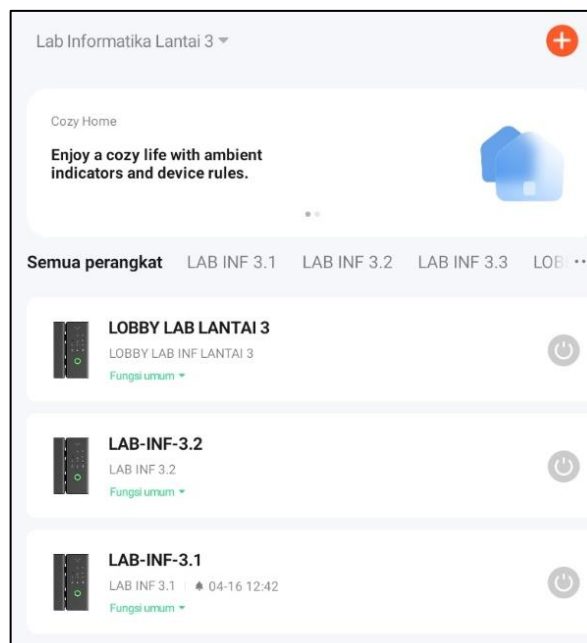 Lab Informatika Lantai 3
Cozy Home
Enjoy a cozy life with ambient
indicators and device rules.
Semua perangkat LAB INF 3.1 LAB INF 3.2 LAB INF 3.3
LOBBY LAB LANTAI 3
LOBBY LAB INF LANTAI 3
Fungsi umum
LAB-INF-3.2
LAB INF 3.2
Fungsi umum
LAB-INF-3.1
LAB INF 3.1 04-16 12:42
Fungsi umum